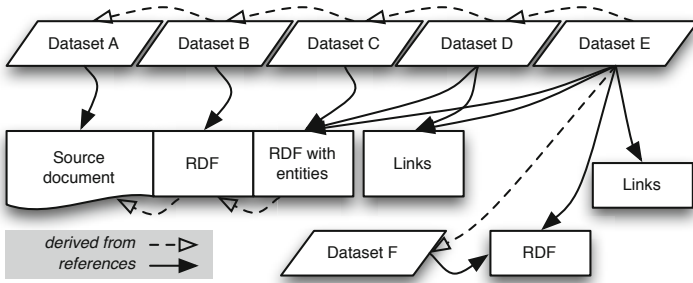 Dataset A
Dataset B
Dataset C
Dataset D
Dataset E
Source
document
RDF
RDF with
entities
Links
Links
derived from
references
Dataset F
RDF